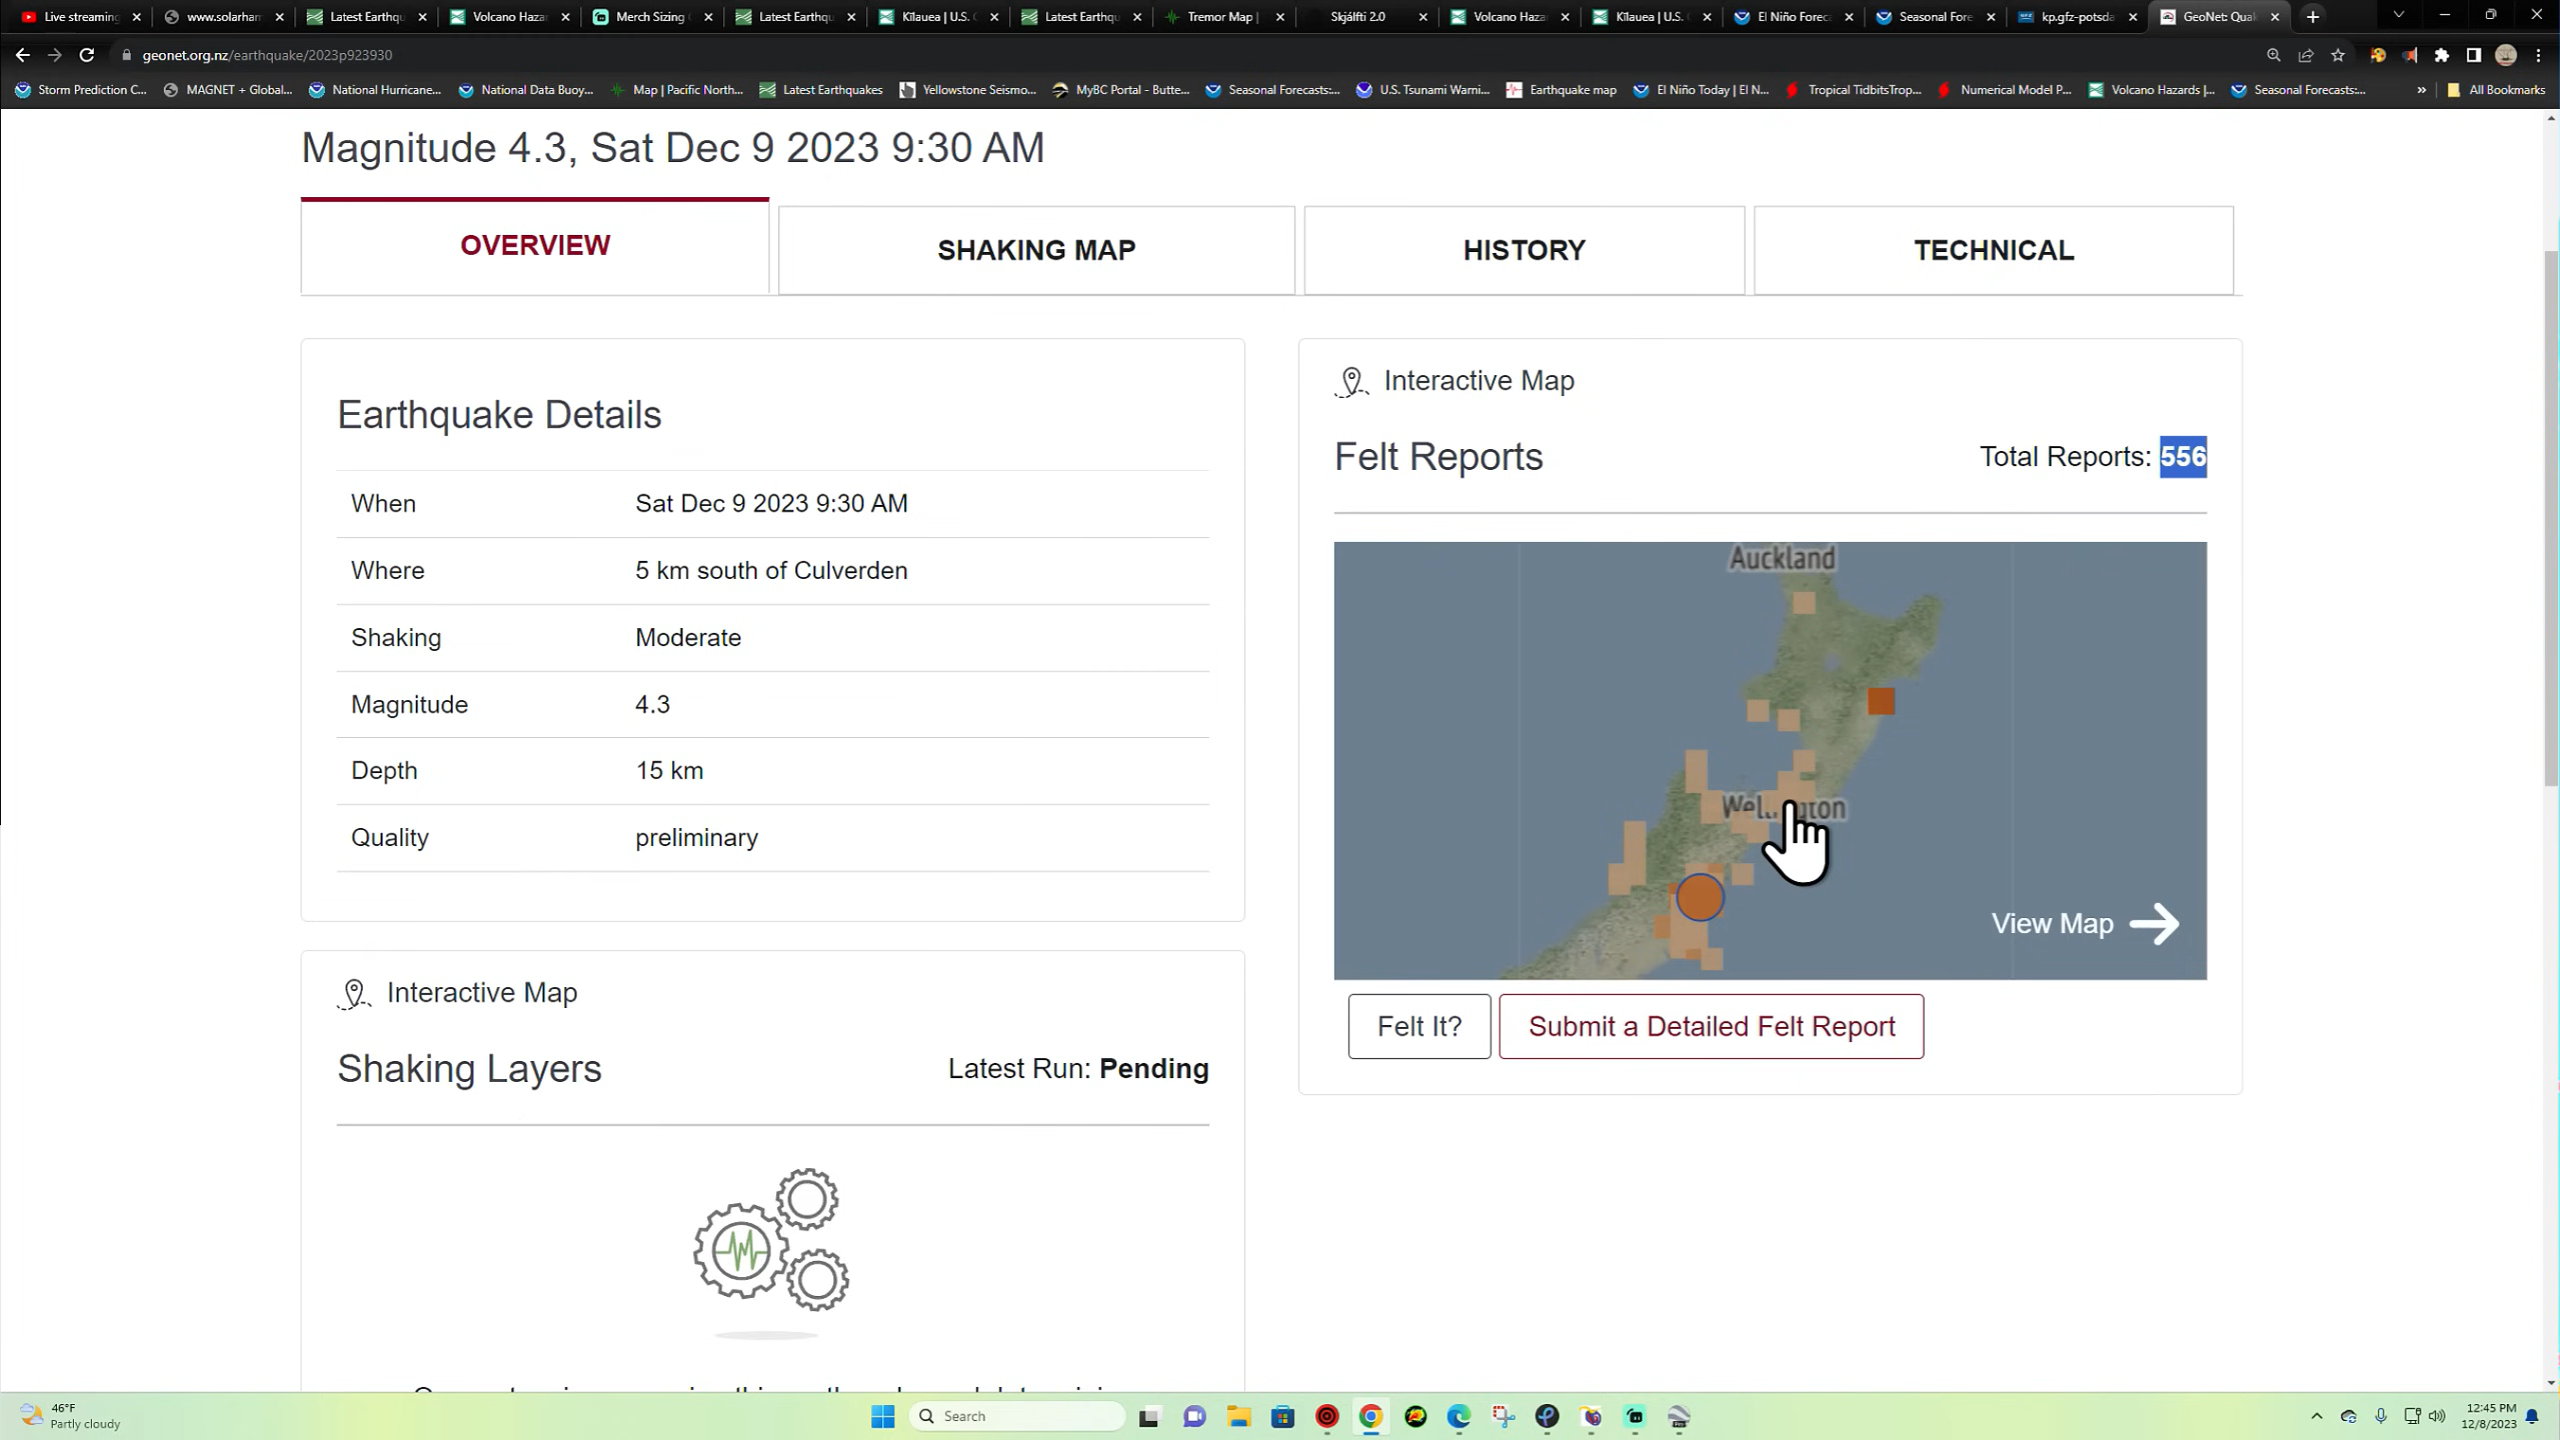 Live streaming
www.solarham
Latest Earthqu
Volcano Hazar
Merch Sizing
Latest Earthqu
Kīlauea | U.S.
Latest Earthqu
Tremor Map |
Skjálfti 2.0
Volcano Haza
Kīlauea | U.S.
El Niño Forec
Seasonal Fore
kp.gfz-potsda
GeoNet: Qua
geonet.org.nz/earthquake/2023p923930
Storm Prediction C...
MAGNET + Global...
National Hurricane...
National Data Buoy...
Map | Pacific North...
Latest Earthquakes
Yellowstone Seismo...
MyBC Portal - Butte...
Seasonal Forecasts:...
U.S. Tsunami Warni...
Earthquake map
El Niño Today | El N...
Tropical TidbitsTrop...
Numerical Model P...
Volcano Hazards |...
Seasonal Forecasts:...
»
All Bookmarks
Magnitude 4.3, Sat Dec 9 2023 9:30 AM
OVERVIEW
SHAKING MAP
HISTORY
TECHNICAL
Earthquake Details
When Sat Dec 9 2023 9:30 AM
Where 5 km south of Culverden
Shaking Moderate
Magnitude 4.3
Depth 15 km
Quality preliminary
Interactive Map
Felt Reports Total Reports: 556
Auckland
Wellington
View Map
Felt It?
Submit a Detailed Felt Report
Interactive Map
Shaking Layers Latest Run: Pending
46°F
Partly cloudy
Search
12:45 PM
12/8/2023